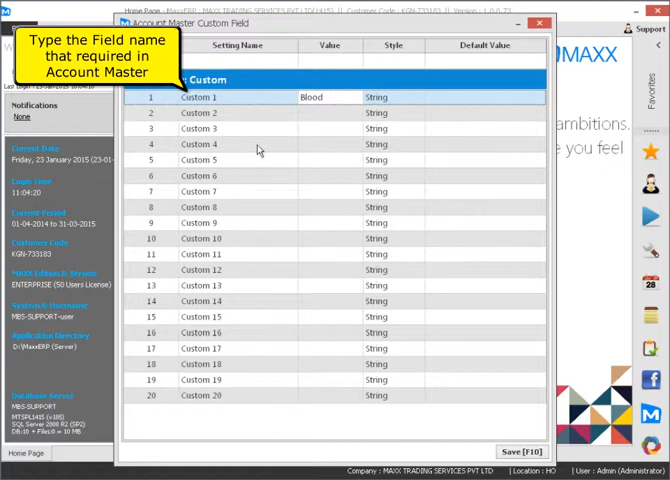 Home Page - MaxxERP : MAXX TRADING SERVICES PVT LTD(1415) || Customer Code : KGN-733183 || Version : 1.0.0.73
Account Master Custom Field
Type the Field name
that required in
Account Master
Setting Name Value Style Default Value
: Custom
1 Custom 1 Blood String
2 Custom 2 String
3 Custom 3 String
4 Custom 4 String
5 Custom 5 String
6 Custom 6 String
7 Custom 7 String
8 Custom 8 String
9 Custom 9 String
10 Custom 10 String
11 Custom 11 String
12 Custom 12 String
13 Custom 13 String
14 Custom 14 String
15 Custom 15 String
16 Custom 16 String
17 Custom 17 String
18 Custom 18 String
19 Custom 19 String
20 Custom 20 String
Save [F10]
Notifications
None
Current Date
Friday, 23 January 2015 (23-01-
Login Time
11:04:20
Current Period
01-04-2014 to 31-03-2015
Customer Code
KGN-733183
MAXX Edition & Version
ENTERPRISE (50 Users License)
System & Username
MBS-SUPPORT-user
Application Directory
D:\MaxxERP (Server)
Database Server
MBS-SUPPORT
MTSPL1415 (v185)
SQL Server 2008 R2 (SP2)
DB:10 + Files:0 = 10 MB
Home Page
Support
MAXX
ambitions.
e you feel
Favorites
28
Company : MAXX TRADING SERVICES PVT LTD | Location : HO | User : Admin (Administrator)